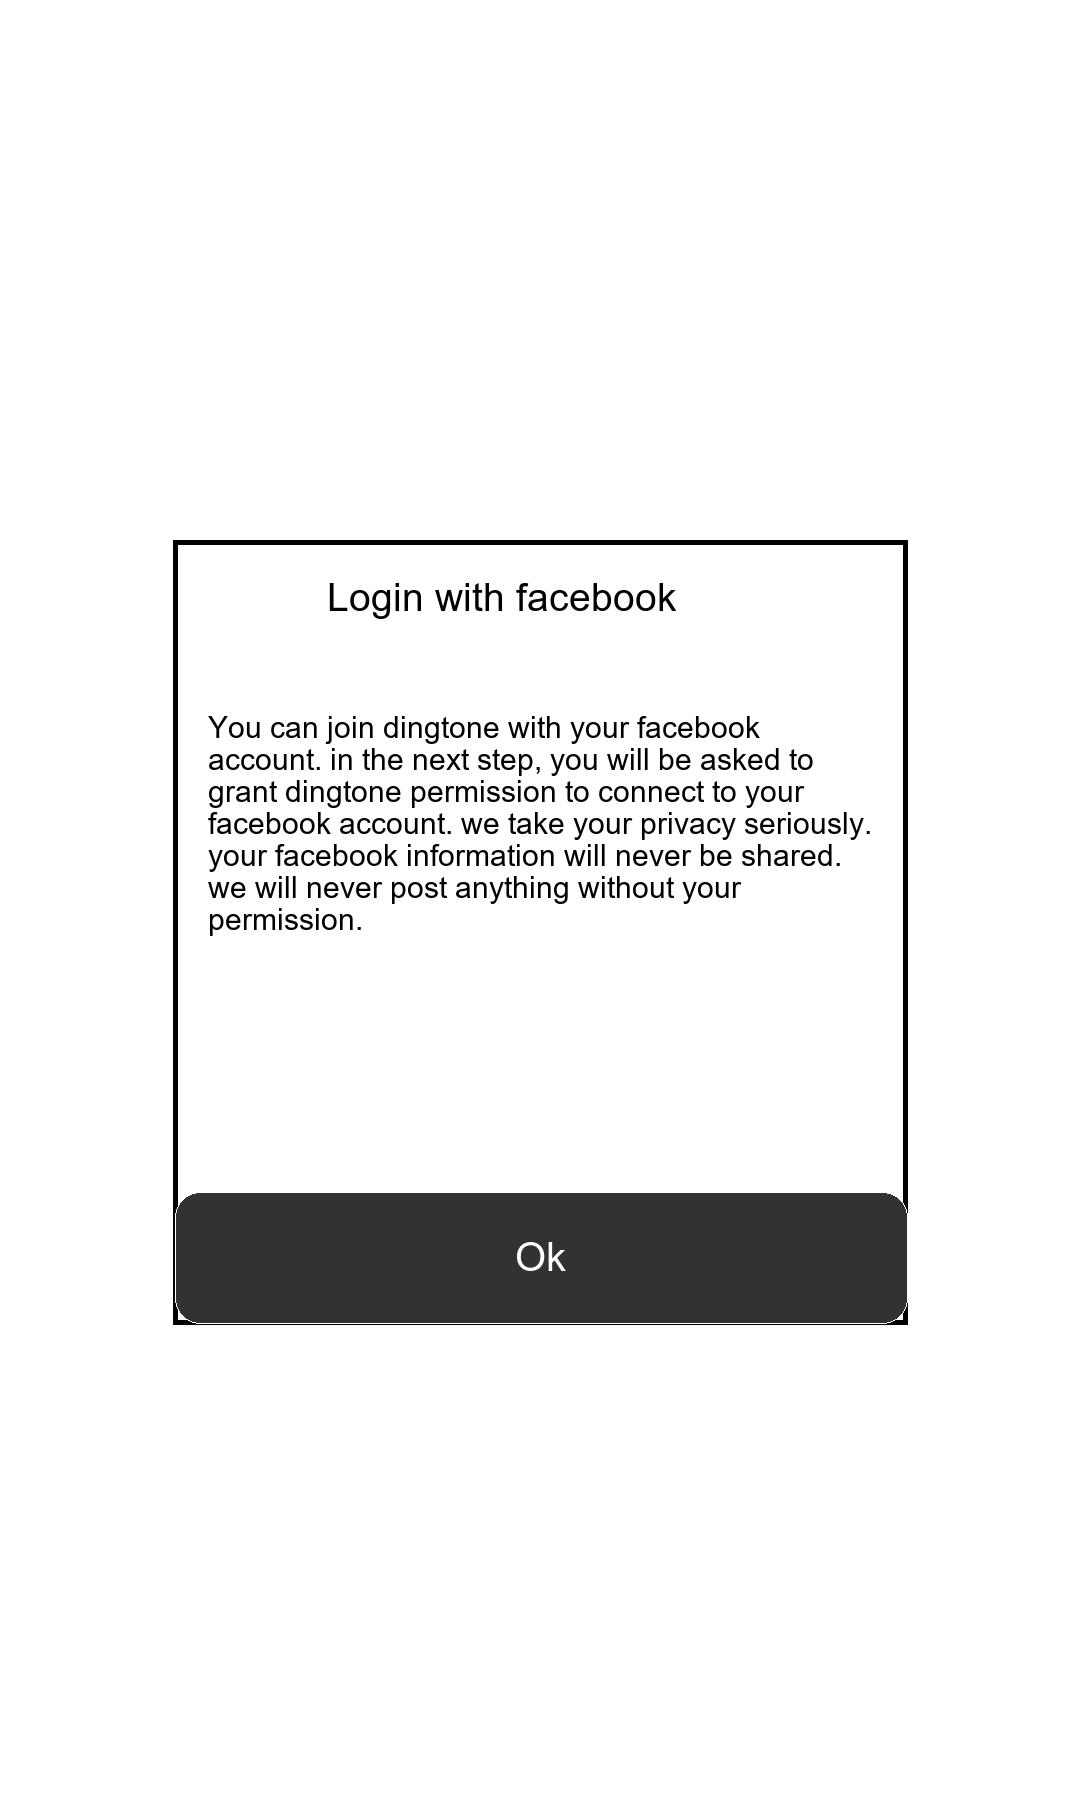 Login with facebook
You can join dingtone with your facebook
account. in the next step, you will be asked to
grant dingtone permission to connect to your
facebook account. we take your privacy seriously.
your facebook information will never be shared.
we will never post anything without your
permission.
Ok